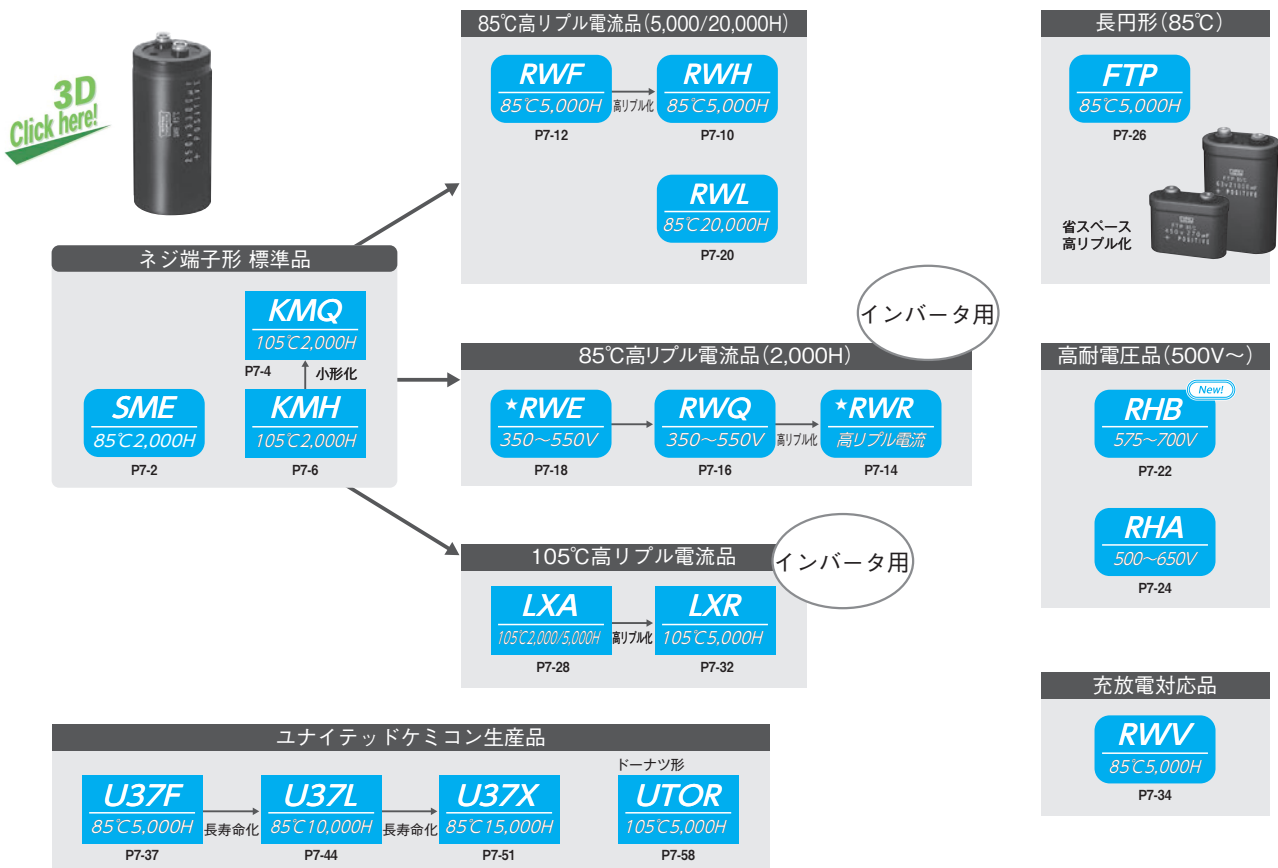 3D
Click here!
ネジ端子形 標準品
KMQ
105℃2,000H
P7-4
小形化
SME
85℃2,000H
P7-2
KMH
105℃2,000H
P7-6
85℃高リプル電流品(5,000/20,000H)
RWF
85℃5,000H
P7-12
高リプル化
RWH
85℃5,000H
P7-10
RWL
85℃20,000H
P7-20
インバータ用
85℃高リプル電流品(2,000H)
★RWE
350～550V
P7-18
RWQ
350～550V
P7-16
高リプル化
★RWR
高リプル電流
P7-14
インバータ用
105℃高リプル電流品
LXA
105℃2,000/5,000H
P7-28
高リプル化
LXR
105℃5,000H
P7-32
ユナイテッドケミコン生産品
U37F
85℃5,000H
P7-37
長寿命化
U37L
85℃10,000H
P7-44
長寿命化
U37X
85℃15,000H
P7-51
ドーナツ形
UTOR
105℃5,000H
P7-58
長円形(85℃)
FTP
85℃5,000H
P7-26
省スペース
高リプル化
高耐電圧品(500V～)
New!
RHB
575～700V
P7-22
RHA
500～650V
P7-24
充放電対応品
RWV
85℃5,000H
P7-34